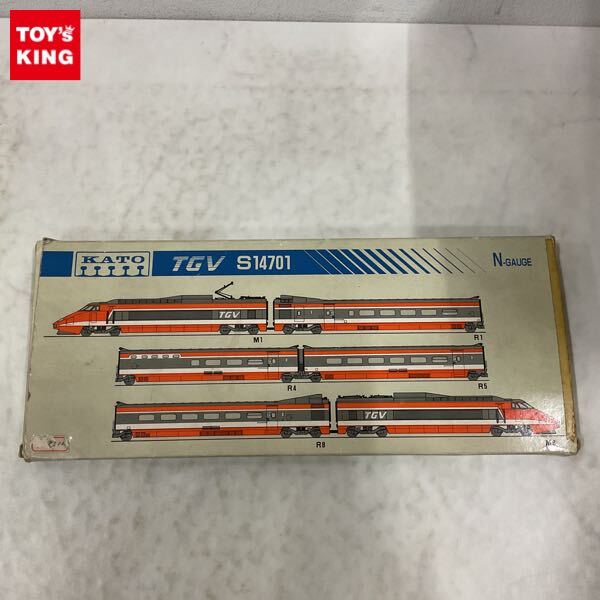 TOY's
KING
KATO
TGV S14701
N-GAUGE
TGV
M1
R1
R4
R5
TGV
R8
M2